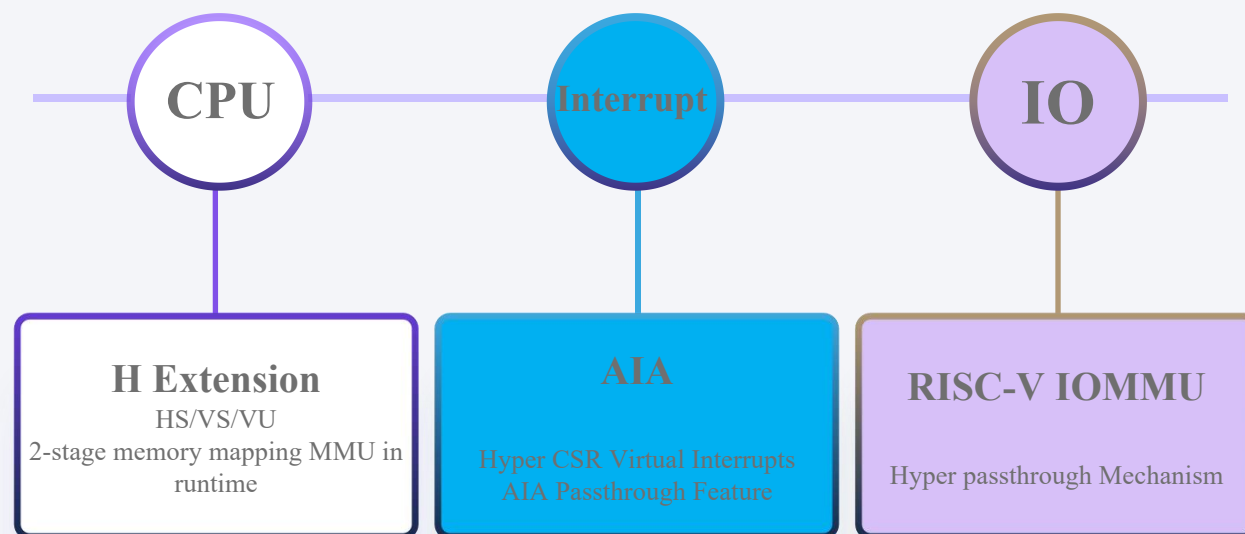 CPU
Interrupt
IO
H Extension
HS/VS/VU
2-stage memory mapping MMU in
runtime
AIA
Hyper CSR Virtual Interrupts
AIA Passthrough Feature
RISC-V IOMMU
Hyper passthrough Mechanism